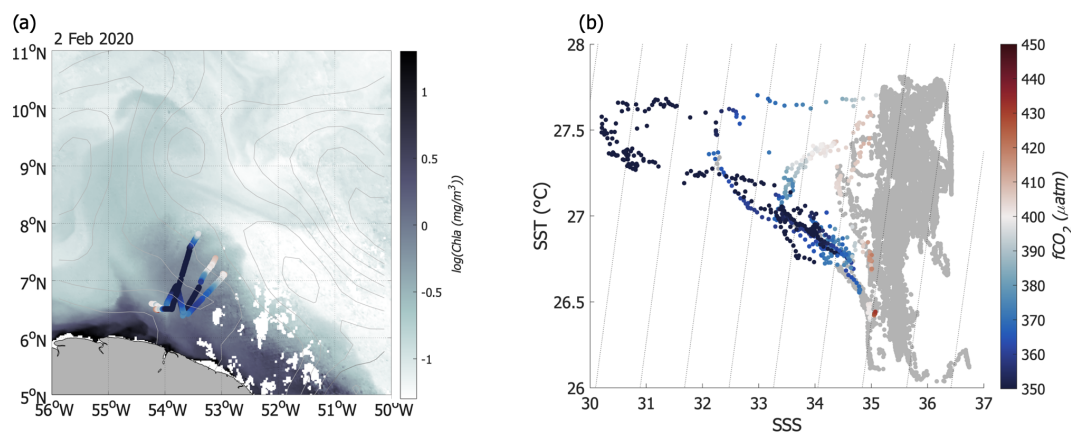 (a)
2 Feb 2020
11°N
10°N
9°N
8°N
7°N
6°N
5°N
56°W 55°W 54°W 53°W 52°W 51°W 50°W
1
0.5
0
-0.5
-1
log(Chla (mg/m³))
(b)
28
27.5
27
26.5
26
SST (°C)
30 31 32 33 34 35 36 37
SSS
450
440
430
420
410
400
390
380
370
360
350
fCO₂ (μatm)